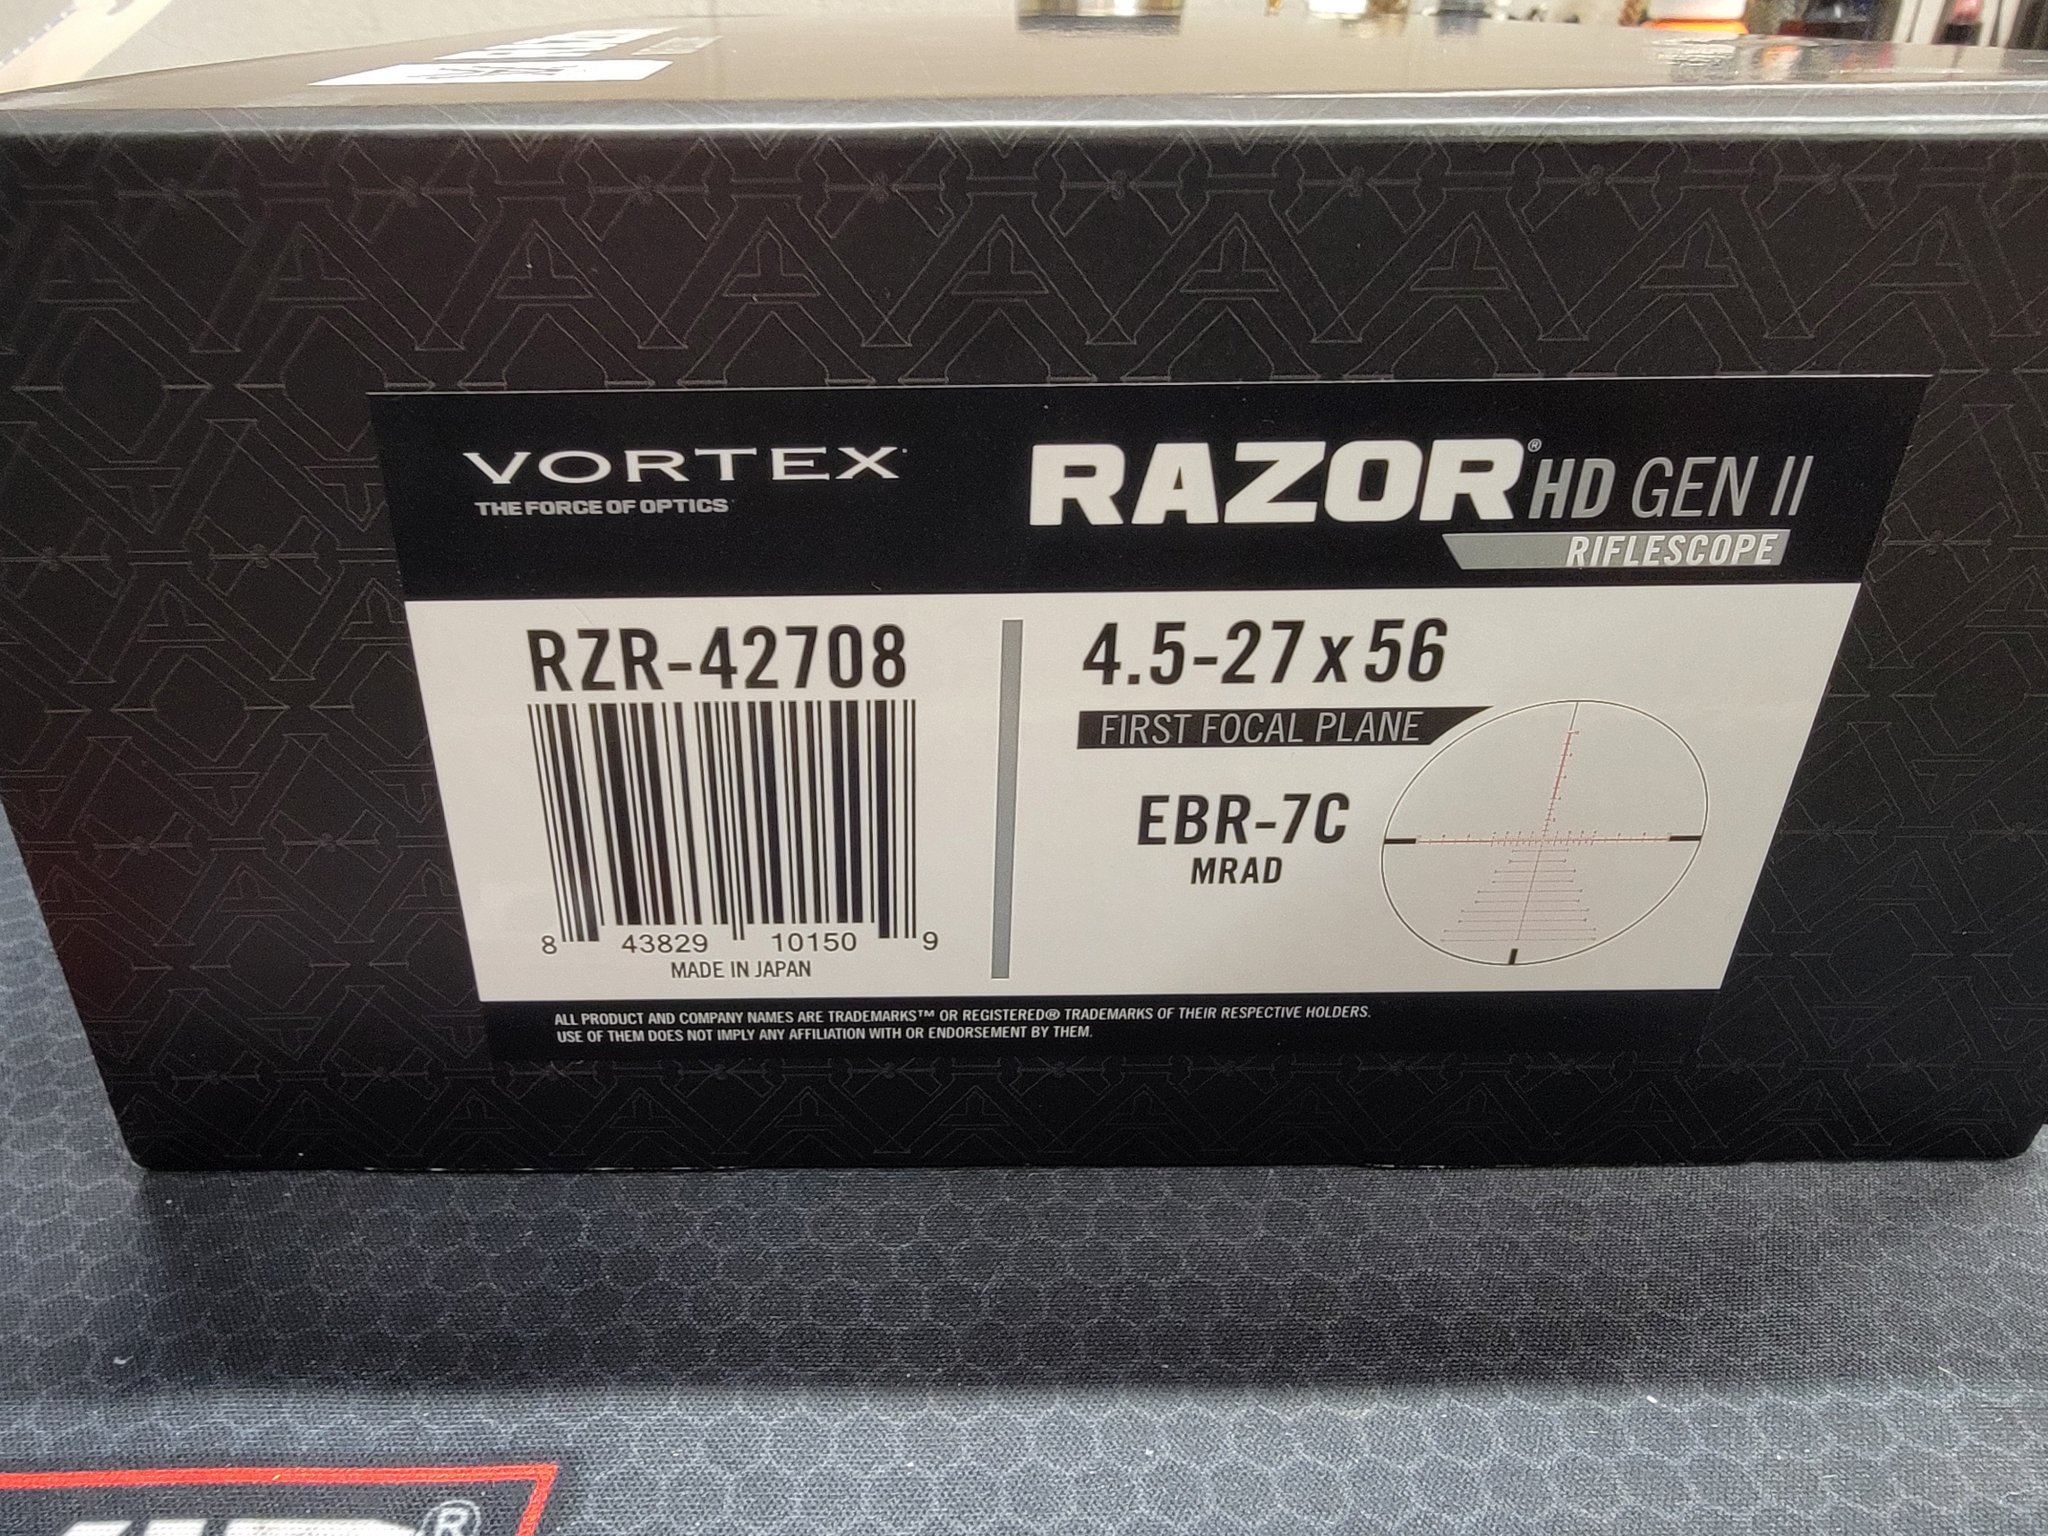 VORTEX®
THE FORCE OF OPTICS
RAZOR® HD GEN II
RIFLESCOPE
RZR-42708
8 43829 10150 9
MADE IN JAPAN
4.5-27 x 56
FIRST FOCAL PLANE
EBR-7C
MRAD
ALL PRODUCT AND COMPANY NAMES ARE TRADEMARKS™ OR REGISTERED® TRADEMARKS OF THEIR RESPECTIVE HOLDERS.
USE OF THEM DOES NOT IMPLY ANY AFFILIATION WITH OR ENDORSEMENT BY THEM.